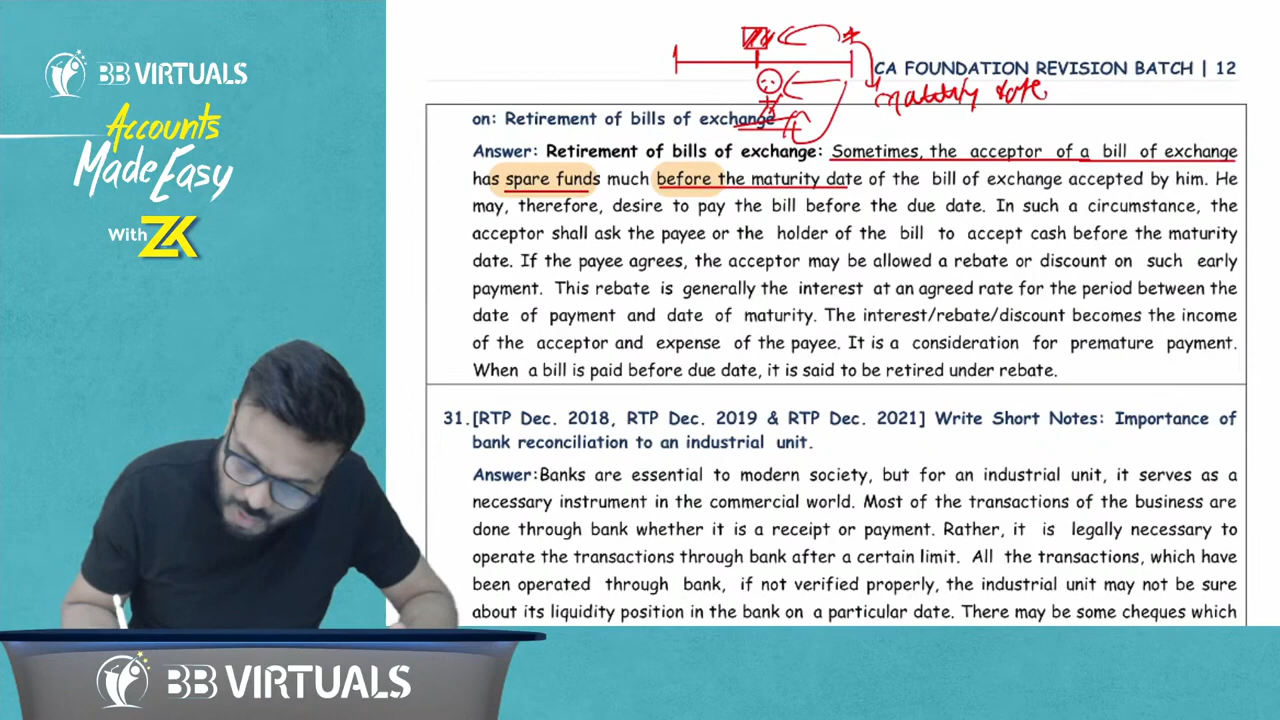 BB VIRTUALS
Accounts
Made Easy
With ZK
CA FOUNDATION REVISION BATCH | 12
maturity date
on: Retirement of bills of exchange
Answer: Retirement of bills of exchange: Sometimes, the acceptor of a bill of exchange
has spare funds much before the maturity date of the bill of exchange accepted by him. He
may, therefore, desire to pay the bill before the due date. In such a circumstance, the
acceptor shall ask the payee or the holder of the bill to accept cash before the maturity
date. If the payee agrees, the acceptor may be allowed a rebate or discount on such early
payment. This rebate is generally the interest at an agreed rate for the period between the
date of payment and date of maturity. The interest/rebate/discount becomes the income
of the acceptor and expense of the payee. It is a consideration for premature payment.
When a bill is paid before due date, it is said to be retired under rebate.
31. [RTP Dec. 2018, RTP Dec. 2019 & RTP Dec. 2021] Write Short Notes: Importance of
bank reconciliation to an industrial unit.
Answer:Banks are essential to modern society, but for an industrial unit, it serves as a
necessary instrument in the commercial world. Most of the transactions of the business are
done through bank whether it is a receipt or payment. Rather, it is legally necessary to
operate the transactions through bank after a certain limit. All the transactions, which have
been operated through bank, if not verified properly, the industrial unit may not be sure
about its liquidity position in the bank on a particular date. There may be some cheques which
BB VIRTUALS